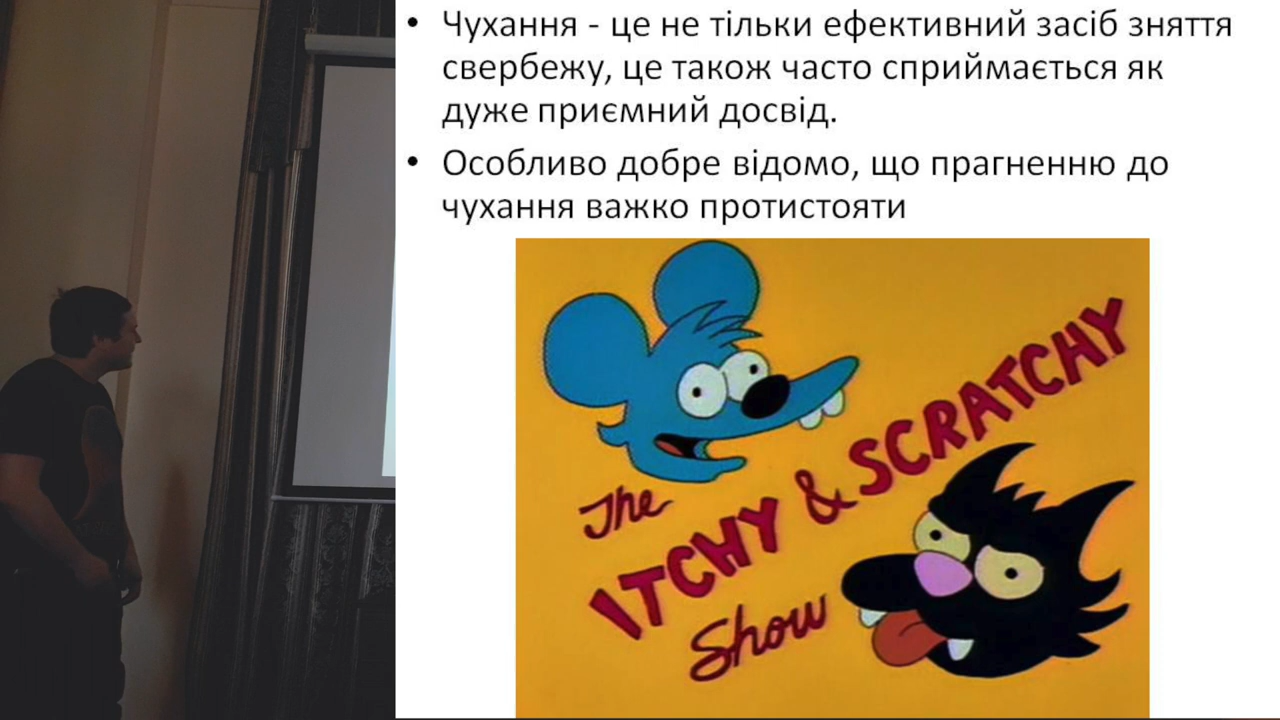 • Чухання - це не тільки ефективний засіб зняття
свербежу, це також часто сприймається як
дуже приємний досвід.
• Особливо добре відомо, що прагненню до
чухання важко протистояти
The
ITCHY & SCRATCHY
Show